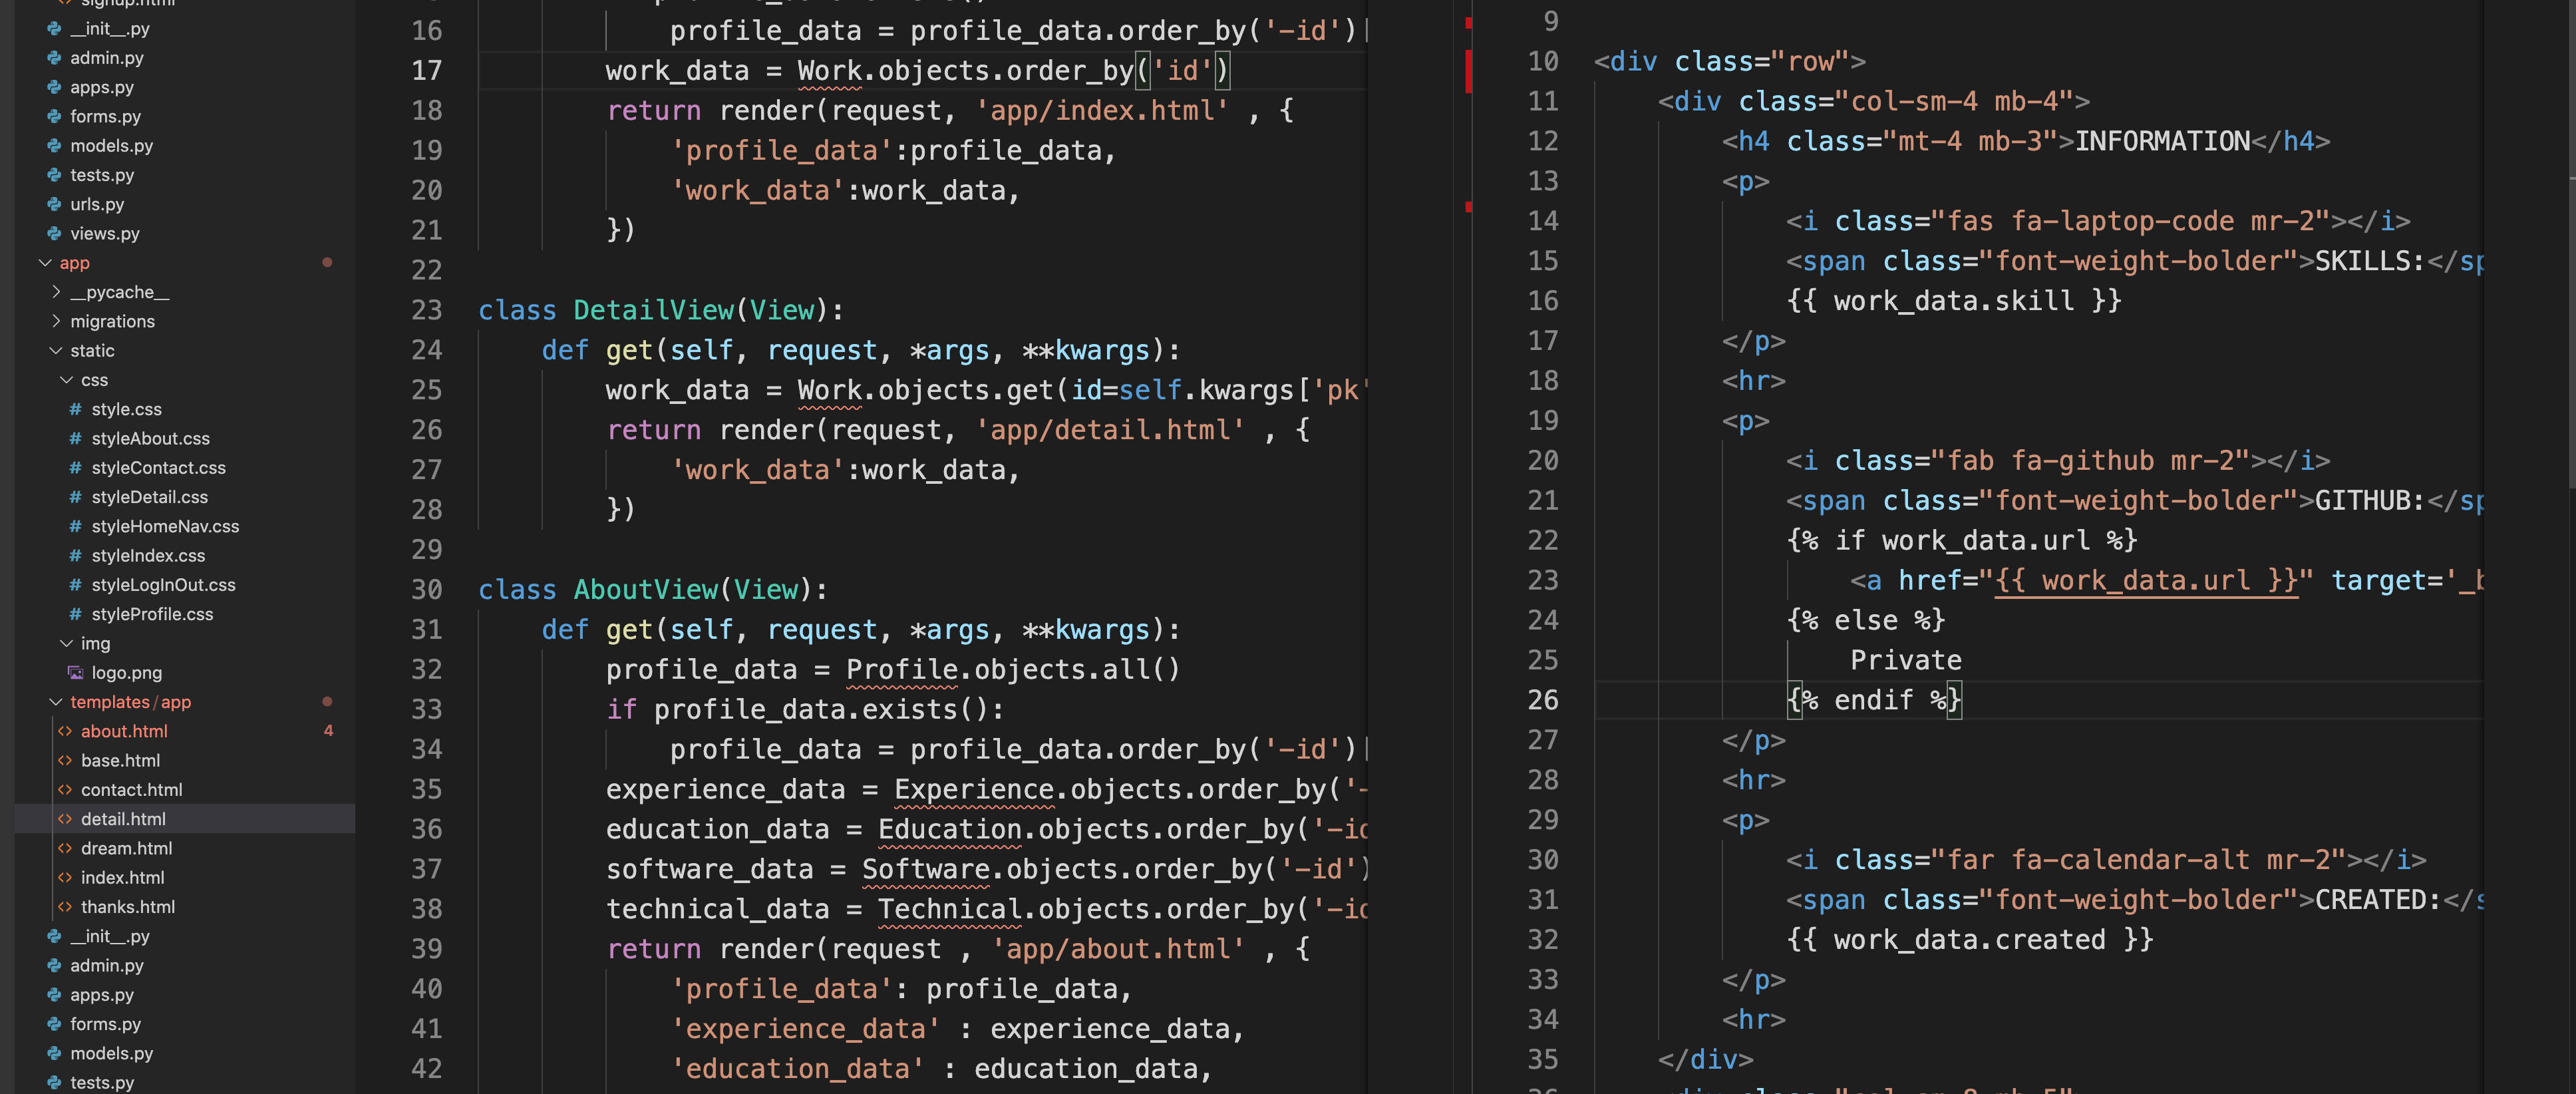 signup.html
__init__.py
admin.py
apps.py
forms.py
models.py
tests.py
urls.py
views.py
app
__pycache__
migrations
static
css
# style.css
# styleAbout.css
# styleContact.css
# styleDetail.css
# styleHomeNav.css
# styleIndex.css
# styleLogInOut.css
# styleProfile.css
img
logo.png
templates/app
<> about.html 4
<> base.html
<> contact.html
<> detail.html
<> dream.html
<> index.html
<> thanks.html
__init__.py
admin.py
apps.py
forms.py
models.py
tests.py
16 profile_data = profile_data.order_by('-id')
17 work_data = Work.objects.order_by('id')
18 return render(request, 'app/index.html' , {
19 'profile_data':profile_data,
20 'work_data':work_data,
21 })
22
23 class DetailView(View):
24 def get(self, request, *args, **kwargs):
25 work_data = Work.objects.get(id=self.kwargs['pk'
26 return render(request, 'app/detail.html' , {
27 'work_data':work_data,
28 })
29
30 class AboutView(View):
31 def get(self, request, *args, **kwargs):
32 profile_data = Profile.objects.all()
33 if profile_data.exists():
34 profile_data = profile_data.order_by('-id')
35 experience_data = Experience.objects.order_by('-
36 education_data = Education.objects.order_by('-id
37 software_data = Software.objects.order_by('-id')
38 technical_data = Technical.objects.order_by('-id
39 return render(request , 'app/about.html' , {
40 'profile_data': profile_data,
41 'experience_data' : experience_data,
42 'education_data' : education_data,
9
10 <div class="row">
11 <div class="col-sm-4 mb-4">
12 <h4 class="mt-4 mb-3">INFORMATION</h4>
13 <p>
14 <i class="fas fa-laptop-code mr-2"></i>
15 <span class="font-weight-bolder">SKILLS:</sp
16 {{ work_data.skill }}
17 </p>
18 <hr>
19 <p>
20 <i class="fab fa-github mr-2"></i>
21 <span class="font-weight-bolder">GITHUB:</sp
22 {% if work_data.url %}
23 <a href="{{ work_data.url }}" target='_b
24 {% else %}
25 Private
26 {% endif %}
27 </p>
28 <hr>
29 <p>
30 <i class="far fa-calendar-alt mr-2"></i>
31 <span class="font-weight-bolder">CREATED:</s
32 {{ work_data.created }}
33 </p>
34 <hr>
35 </div>